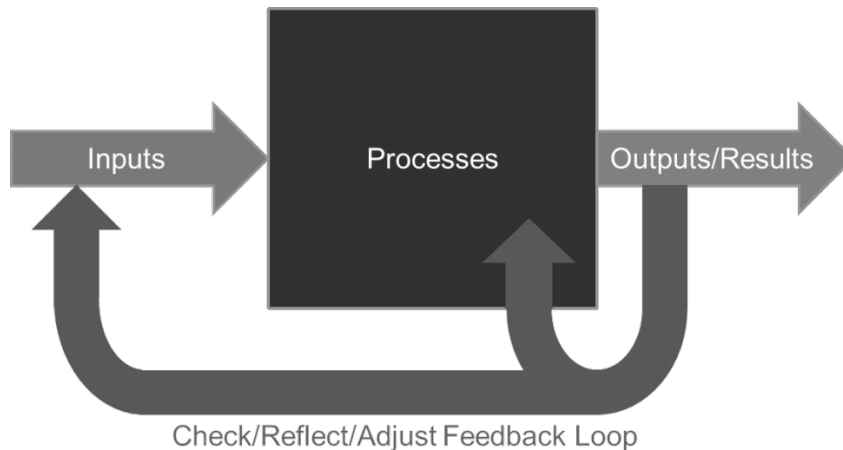 Inputs
Processes
Outputs/Results
Check/Reflect/Adjust Feedback Loop